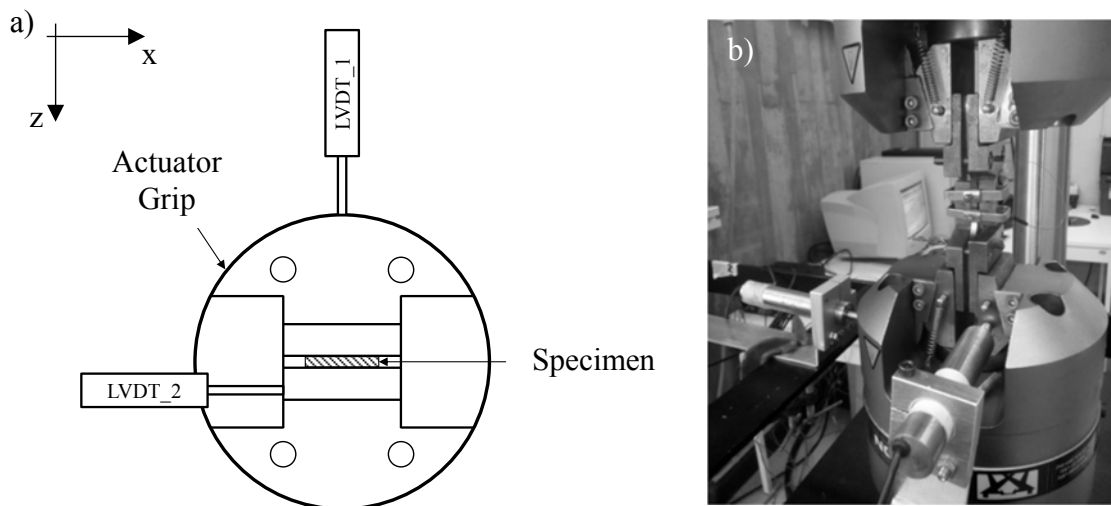 a)
x
z
LVDT_1
Actuator
Grip
Specimen
LVDT_2
b)